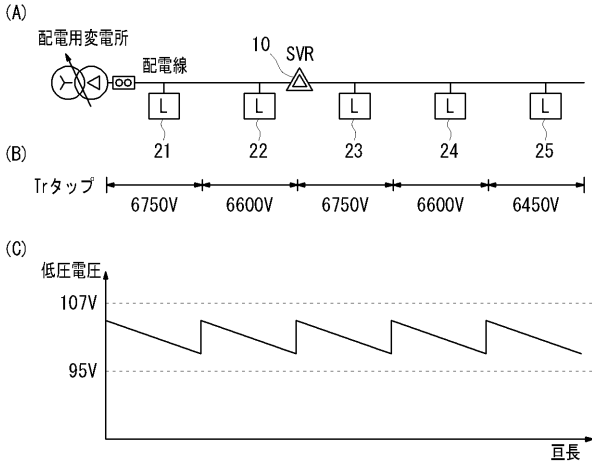 (A)
配電用変電所
配電線
10
SVR
L L L L L
21 22 23 24 25
(B)
Trタップ
6750V 6600V 6750V 6600V 6450V
(C)
低圧電圧
107V
95V
亘長